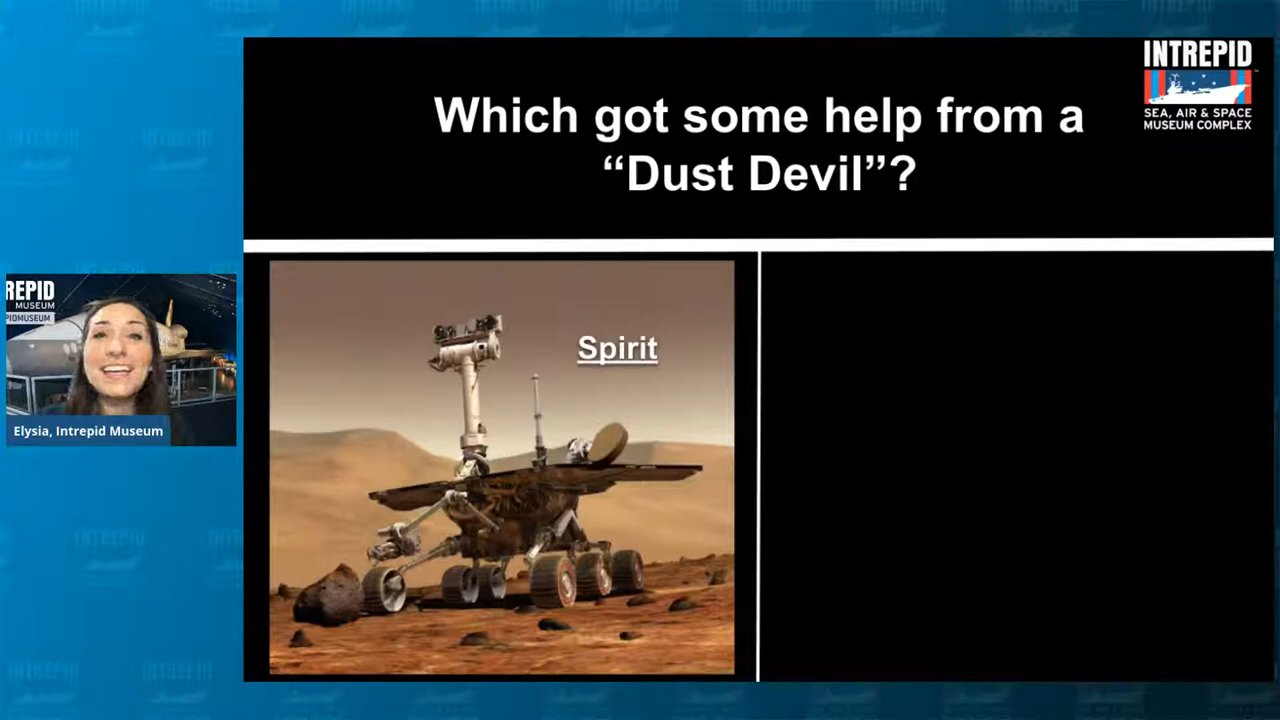 Which got some help from a
“Dust Devil”?
INTREPID
SEA, AIR & SPACE
MUSEUM COMPLEX
Spirit
REPID
MUSEUM
PIDMUSEUM
Elysia, Intrepid Museum